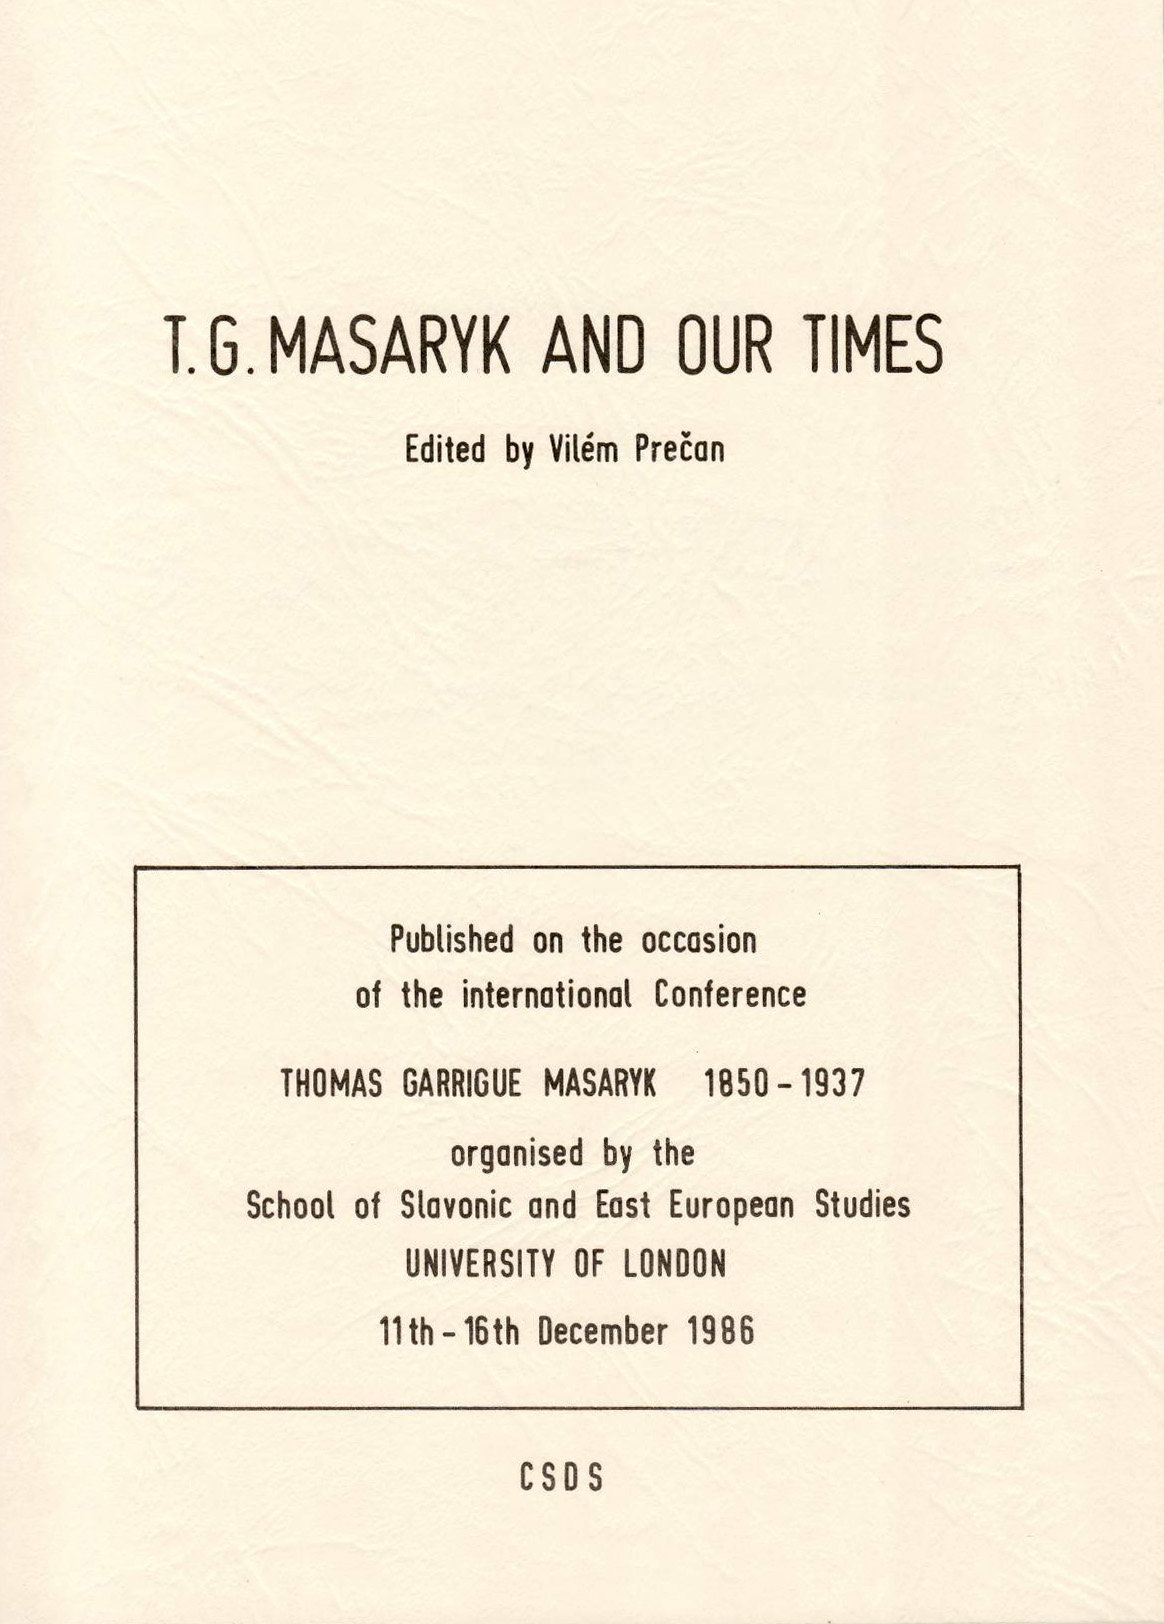 T.G. MASARYK AND OUR TIMES
Edited by Vilém Prečan
Published on the occasion
of the international Conference
THOMAS GARRIGUE MASARYK 1850-1937
organised by the
School of Slavonic and East European Studies
UNIVERSITY OF LONDON
11th-16th December 1986
CSDS